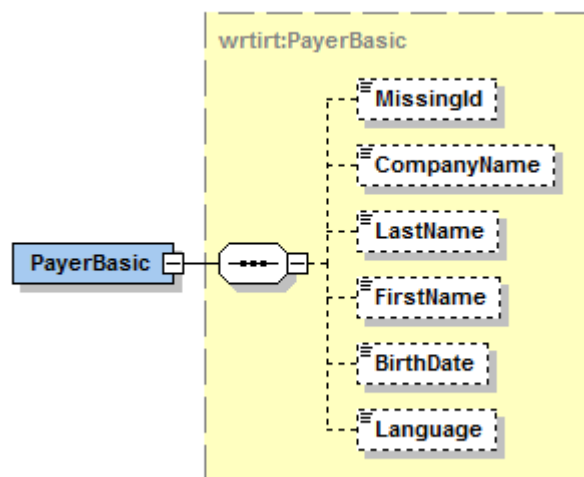 wrtirt:PayerBasic
MissingId
CompanyName
LastName
PayerBasic
FirstName
BirthDate
Language